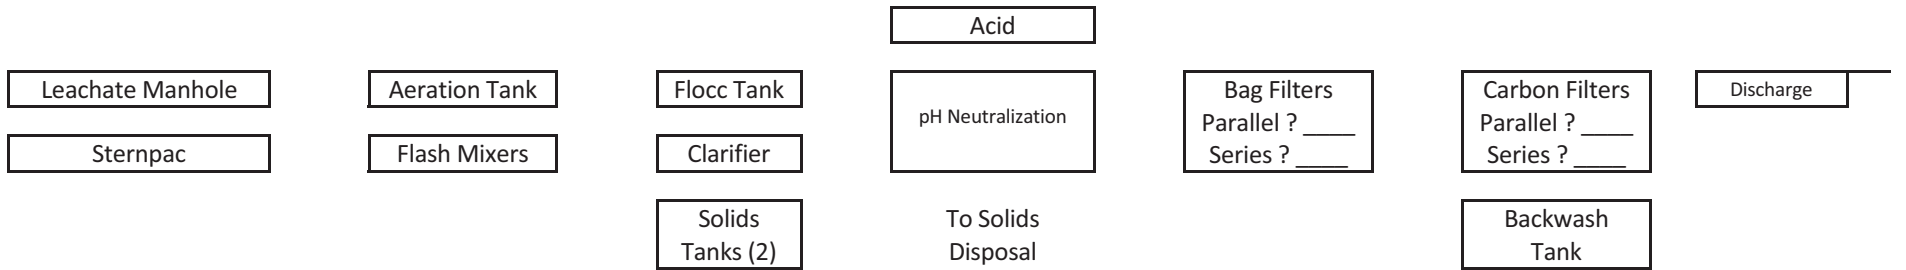 Acid
Leachate Manhole
Sternpac
Aeration Tank
Flash Mixers
Flocc Tank
Clarifier
Solids
Tanks (2)
pH Neutralization
To Solids
Disposal
Bag Filters
Parallel ? ____
Series ? ____
Carbon Filters
Parallel ? ____
Series ? ____
Backwash
Tank
Discharge